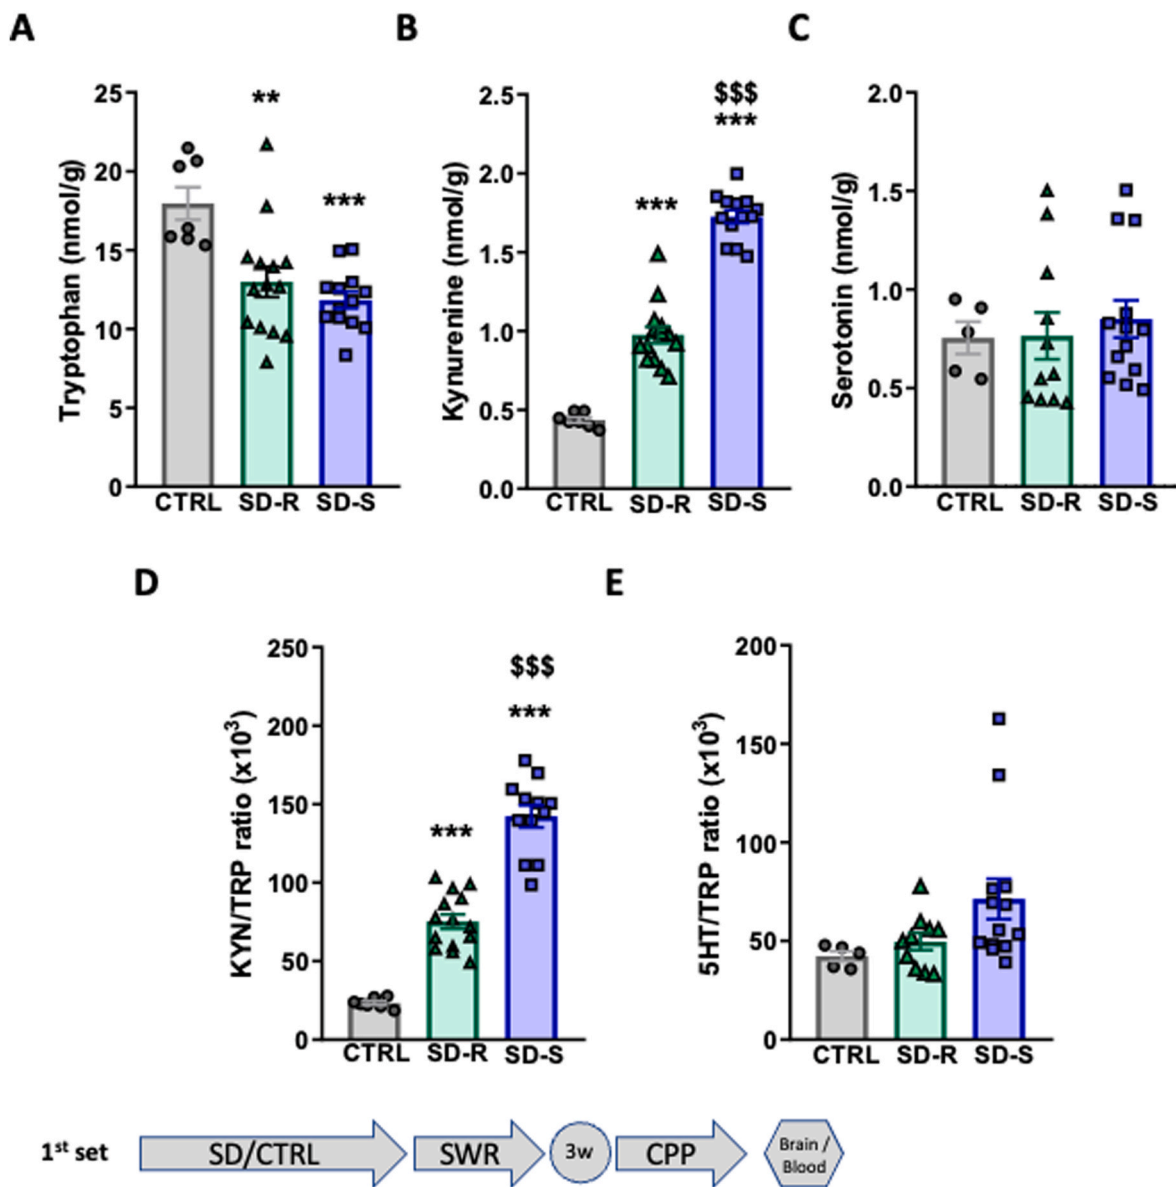 A
B
C
Tryptophan (nmol/g)
25
20
15
10
5
0
**
***
CTRL SD-R SD-S
Kynurenine (nmol/g)
2.5
2.0
1.5
1.0
0.5
0.0
***
$$$
***
CTRL SD-R SD-S
Serotonin (nmol/g)
2.0
1.5
1.0
0.5
0.0
CTRL SD-R SD-S
D
E
KYN/TRP ratio (x10³)
250
200
150
100
50
0
***
$$$
***
CTRL SD-R SD-S
5HT/TRP ratio (x10³)
200
150
100
50
0
CTRL SD-R SD-S
1st set
SD/CTRL
SWR
3w
CPP
Brain /
Blood